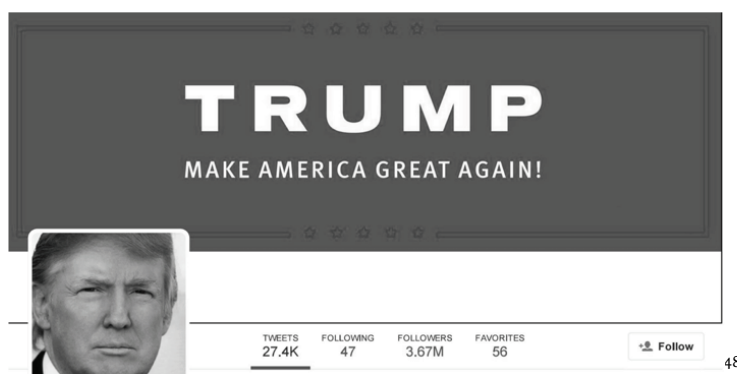 TRUMP
MAKE AMERICA GREAT AGAIN!
TWEETS FOLLOWING FOLLOWERS FAVORITES
27.4K 47 3.67M 56
Follow
48